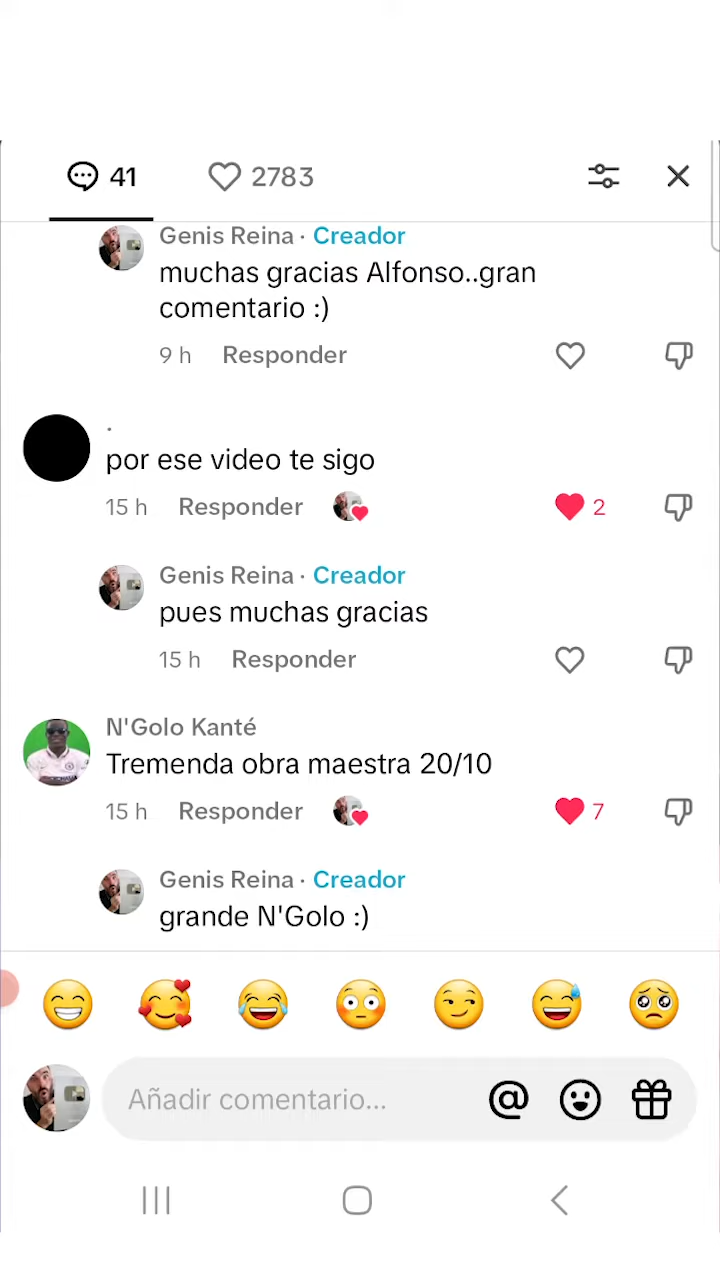 41
2783
Genis Reina · Creador
muchas gracias Alfonso..gran
comentario :)
9 h Responder
.
por ese video te sigo
15 h Responder 2
Genis Reina · Creador
pues muchas gracias
15 h Responder
N'Golo Kanté
Tremenda obra maestra 20/10
15 h Responder 7
Genis Reina · Creador
grande N'Golo :)
Añadir comentario...